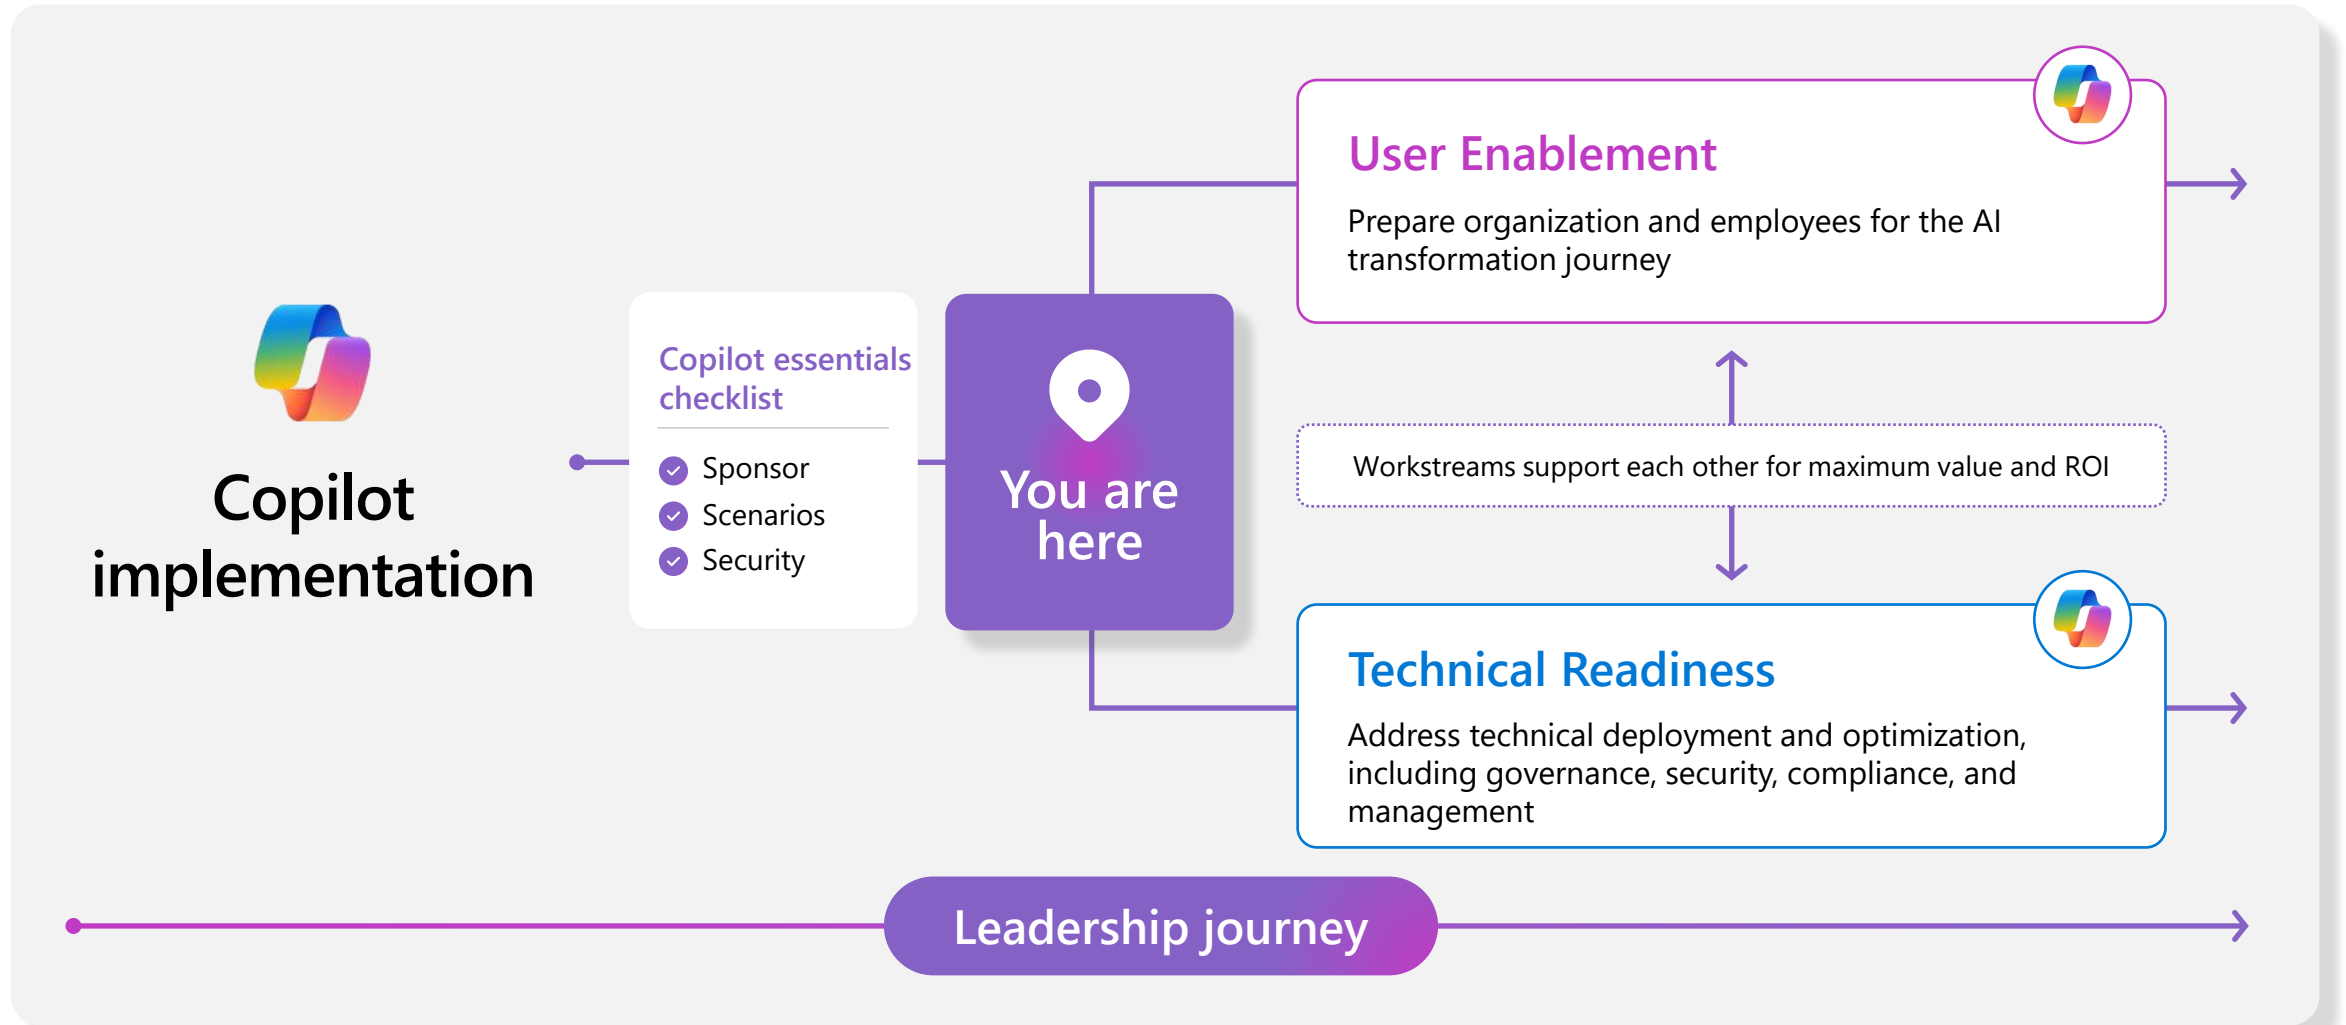 Copilot
implementation
Copilot essentials
checklist
Sponsor
Scenarios
Security
You are
here
User Enablement
Prepare organization and employees for the AI
transformation journey
Workstreams support each other for maximum value and ROI
Technical Readiness
Address technical deployment and optimization,
including governance, security, compliance, and
management
Leadership journey